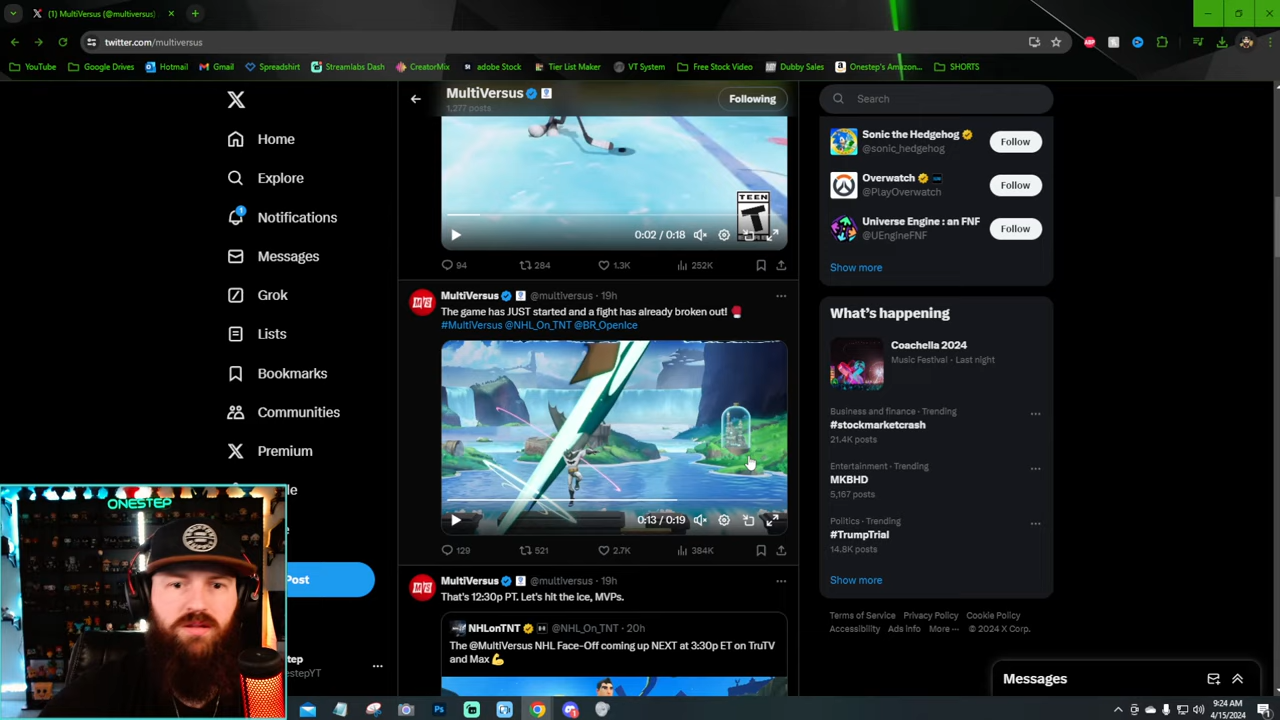 (1) MultiVersus (@multiversus)
twitter.com/multiversus
YouTube
Google Drives
Hotmail
Gmail
Spreadshirt
Streamlabs Dash
CreatorMix
adobe Stock
Tier List Maker
VT System
Free Stock Video
Dubby Sales
Onestep's Amazon...
SHORTS
Home
Explore
Notifications
Messages
Grok
Lists
Bookmarks
Communities
Premium
Post
ONESTEP
MultiVersus
1,277 posts
Following
TEEN
T
0:02 / 0:18
94
284
1.3K
252K
MultiVersus @multiversus · 19h
The game has JUST started and a fight has already broken out!
#MultiVersus @NHL_On_TNT @BR_OpenIce
0:13 / 0:19
129
521
2.7K
384K
MultiVersus @multiversus · 19h
That's 12:30p PT. Let's hit the ice, MVPs.
NHLonTNT @NHL_On_TNT · 20h
The @MultiVersus NHL Face-Off coming up NEXT at 3:30p ET on TruTV
and Max
Search
Sonic the Hedgehog
@sonic_hedgehog
Follow
Overwatch
@PlayOverwatch
Follow
Universe Engine : an FNF
@UEngineFNF
Follow
Show more
What's happening
Coachella 2024
Music Festival · Last night
Business and finance · Trending
#stockmarketcrash
21.4K posts
Entertainment · Trending
MKBHD
5,167 posts
Politics · Trending
#TrumpTrial
14.8K posts
Show more
Terms of Service Privacy Policy Cookie Policy
Accessibility Ads info More ··· © 2024 X Corp.
Messages
9:24 AM
4/15/2024